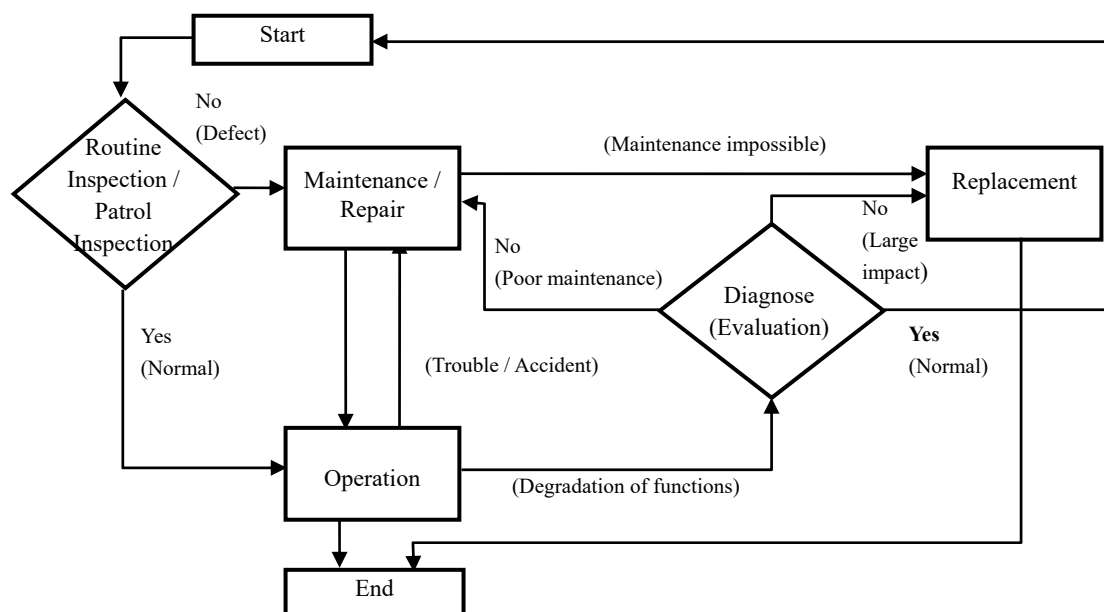 Start
No
(Defect)
Routine
Inspection /
Patrol
Inspection
Maintenance /
Repair
(Maintenance impossible)
Replacement
No
(Large
impact)
No
(Poor maintenance)
Diagnose
(Evaluation)
Yes
(Normal)
Yes
(Normal)
(Trouble / Accident)
Operation
(Degradation of functions)
End